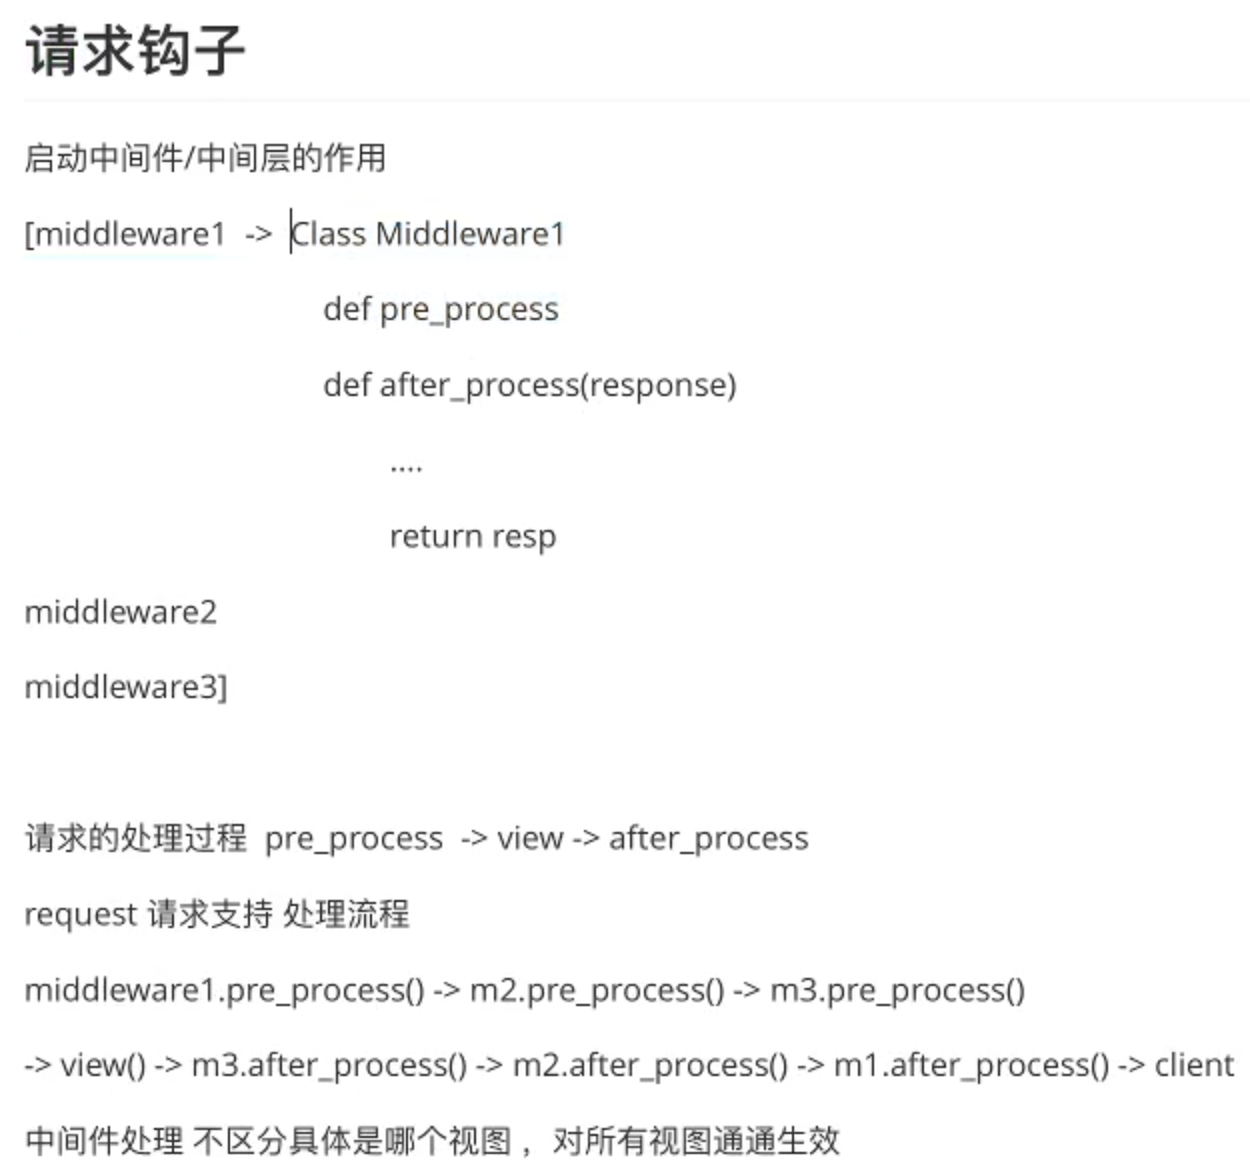 请求钩子
启动中间件/中间层的作用
[middleware1 -> Class Middleware1
def pre_process
def after_process(response)
....
return resp
middleware2
middleware3]
请求的处理过程 pre_process -> view -> after_process
request 请求支持 处理流程
middleware1.pre_process() -> m2.pre_process() -> m3.pre_process()
-> view() -> m3.after_process() -> m2.after_process() -> m1.after_process() -> client
中间件处理 不区分具体是哪个视图 ，对所有视图通通生效